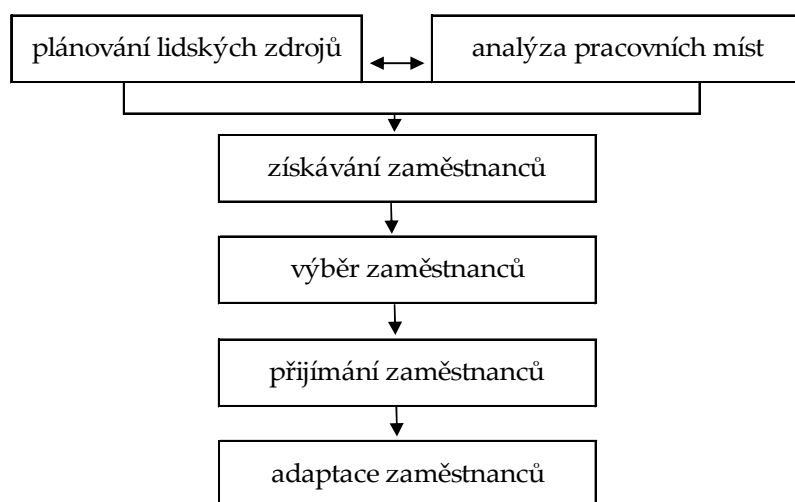 plánování lidských zdrojů
analýza pracovních míst
získávání zaměstnanců
výběr zaměstnanců
přijímání zaměstnanců
adaptace zaměstnanců